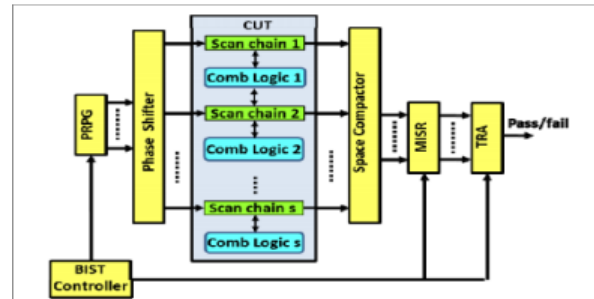 CUT
Scan chain 1
Comb Logic 1
Scan chain 2
Comb Logic 2
Scan chain s
Comb Logic s
PRPG
Phase Shifter
Space Compactor
MISR
TRA
Pass/fail
BIST
Controller